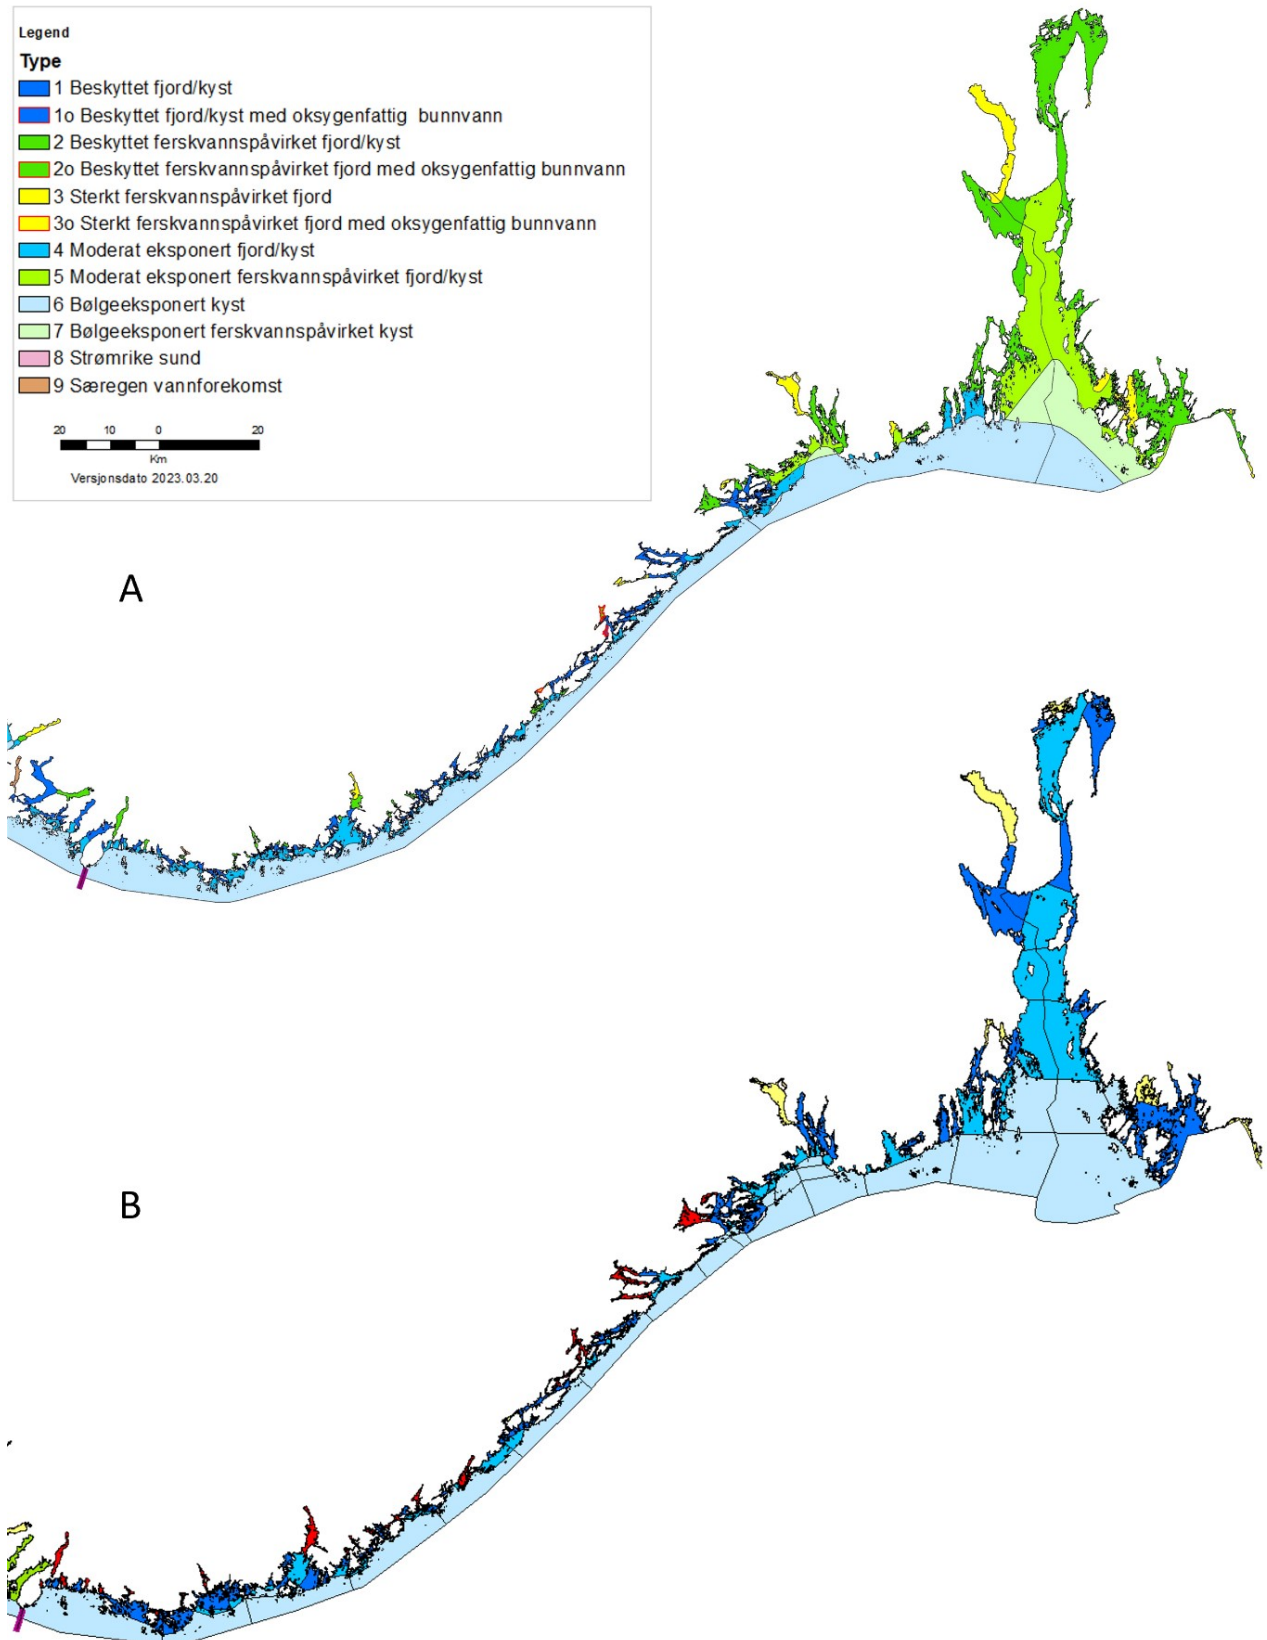 Legend
Type
1 Beskyttet fjord/kyst
1o Beskyttet fjord/kyst med oksygenfattig bunnvann
2 Beskyttet ferskvannspåvirket fjord/kyst
2o Beskyttet ferskvannspåvirket fjord med oksygenfattig bunnvann
3 Sterkt ferskvannspåvirket fjord
3o Sterkt ferskvannspåvirket fjord med oksygenfattig bunnvann
4 Moderat eksponert fjord/kyst
5 Moderat eksponert ferskvannspåvirket fjord/kyst
6 Bølgeeksponert kyst
7 Bølgeeksponert ferskvannspåvirket kyst
8 Strømrike sund
9 Særegen vannforekomst
20 10 0 20
Km
Versjonsdato 2023.03.20
A
B